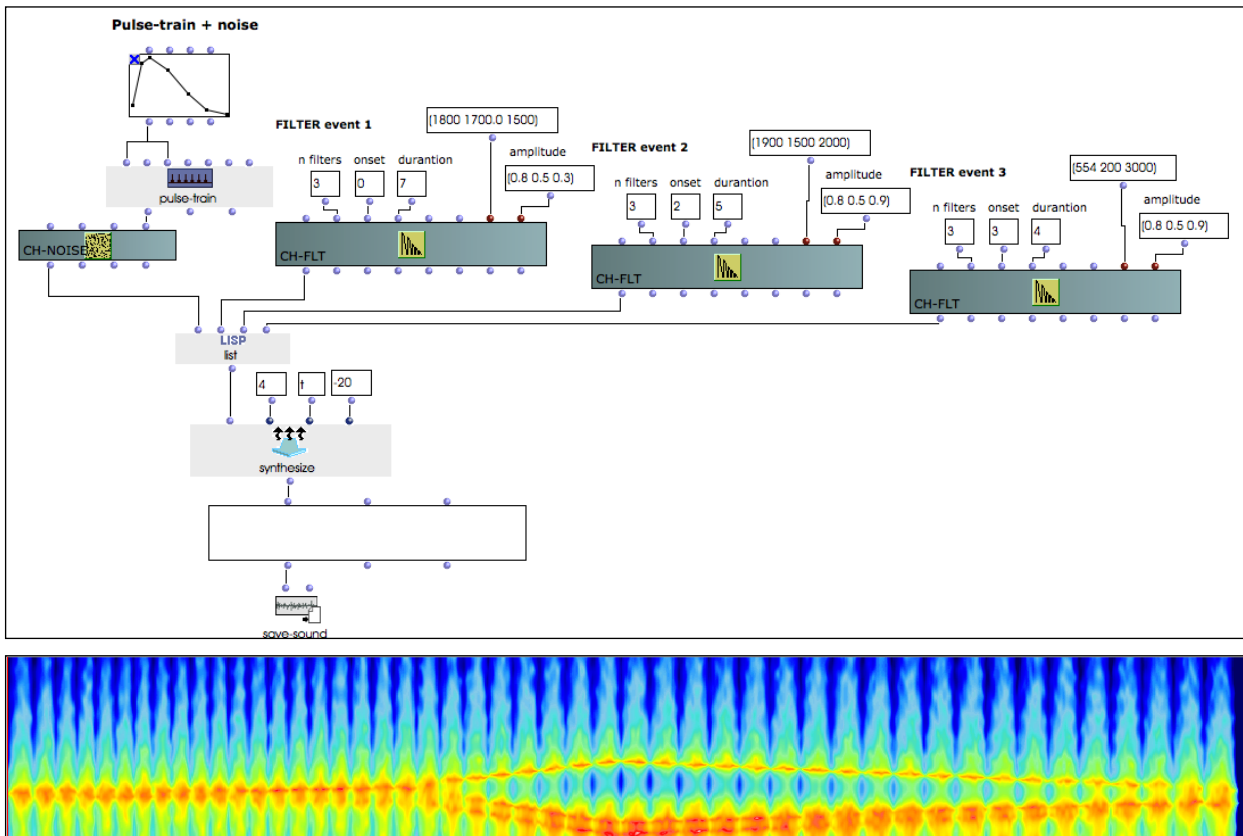 Pulse-train + noise
pulse-train
CH-NOISE
FILTER event 1
(1800 1700.0 1500)
n filters onset durantion amplitude
3 0 7 (0.8 0.5 0.3)
CH-FLT
FILTER event 2
(1900 1500 2000)
n filters onset durantion amplitude
3 2 5 (0.8 0.5 0.9)
CH-FLT
FILTER event 3
(554 200 3000)
n filters onset durantion amplitude
3 3 4 (0.8 0.5 0.9)
CH-FLT
LISP
list
4 t -20
synthesize
save-sound